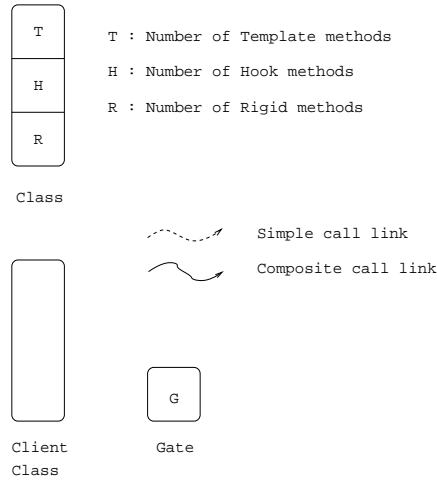 T
H
R
T : Number of Template methods
H : Number of Hook methods
R : Number of Rigid methods
Class
Simple call link
Composite call link
G
Client
Class
Gate